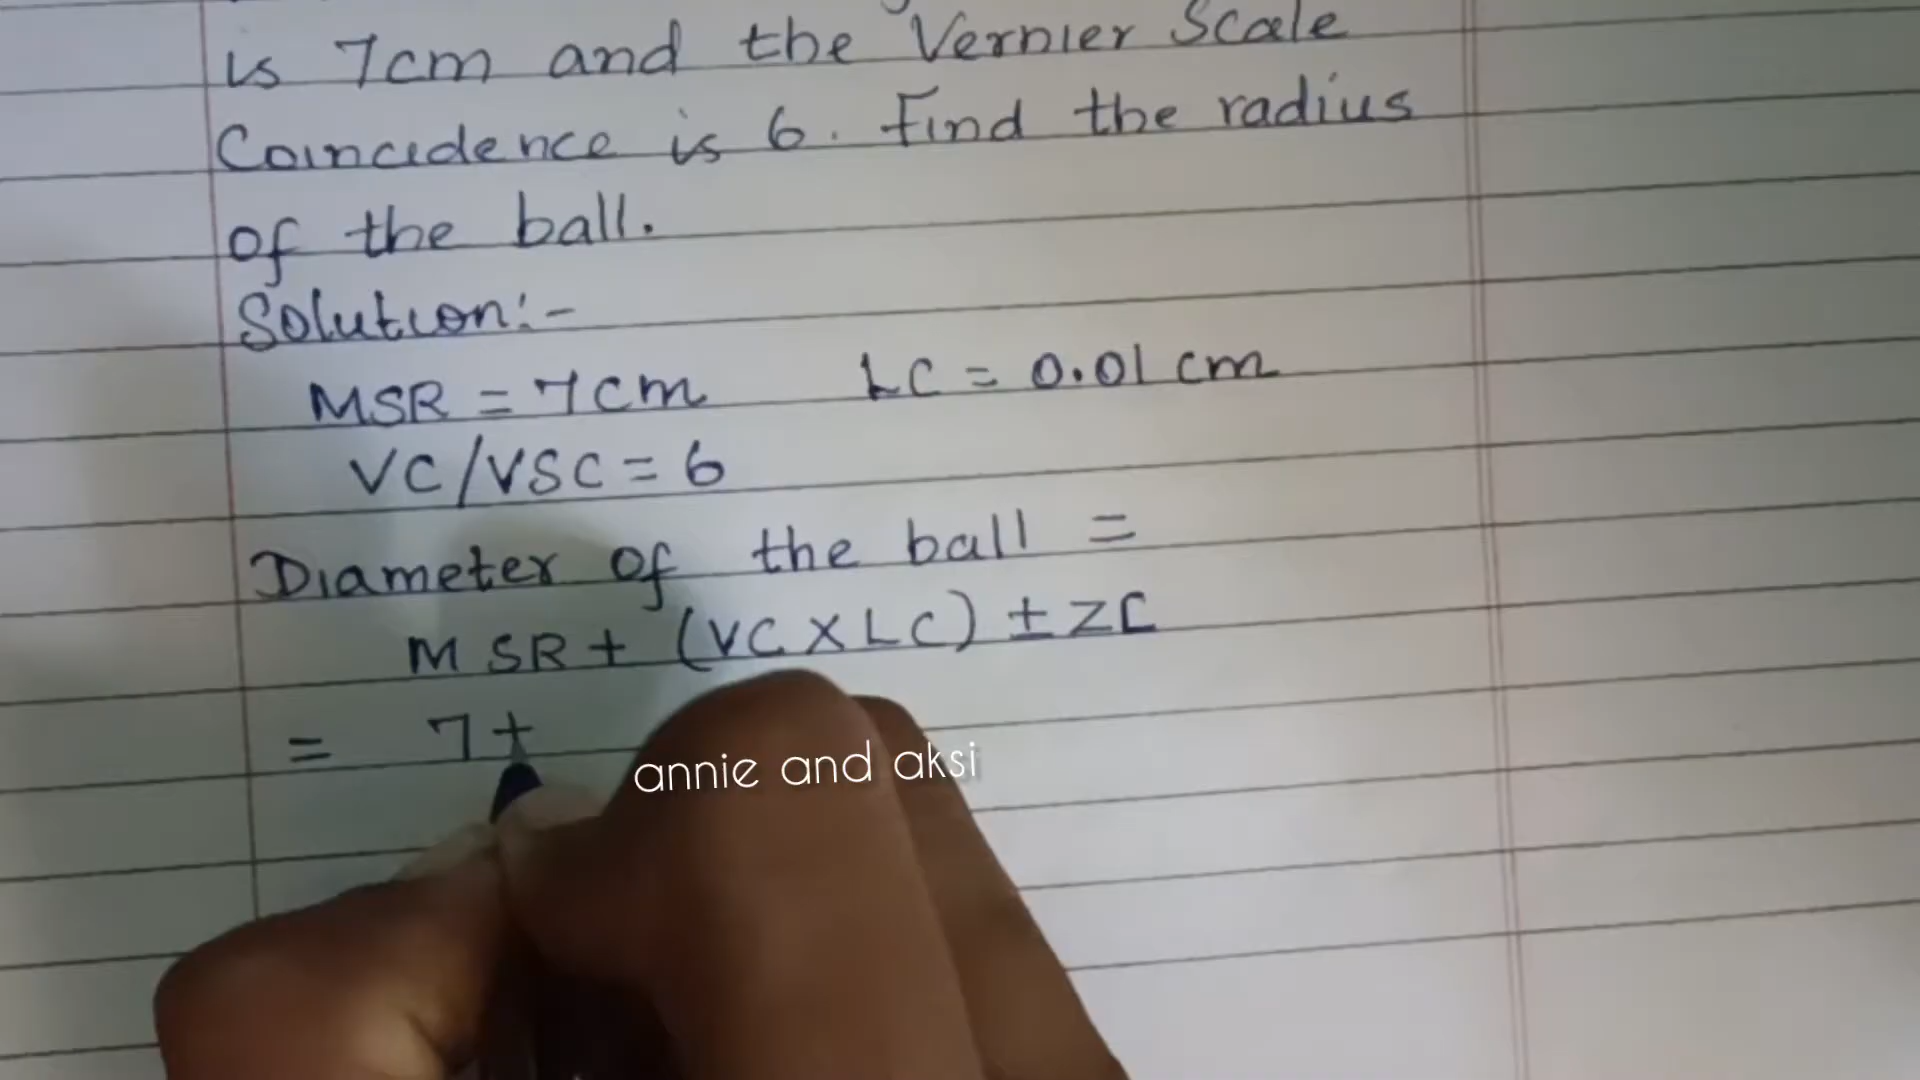 is 7cm and the Vernier Scale
Coincidence is 6. Find the radius
of the ball.
Solution:-
MSR = 7cm LC = 0.01 cm
VC/VSC = 6
Diameter of the ball =
MSR + (VC X LC) ± ZC
= 7+
annie and aksi